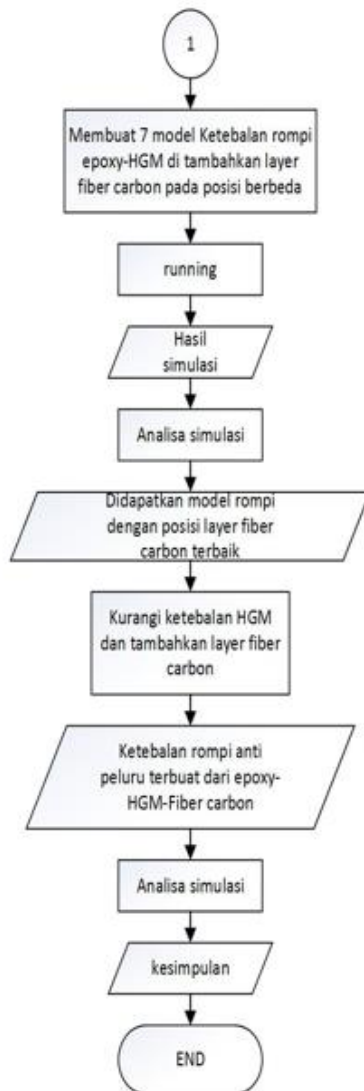 1
Membuat 7 model Ketebalan rompi
epoxy-HGM di tambahkan layer
fiber carbon pada posisi berbeda
running
Hasil
simulasi
Analisa simulasi
Didapatkan model rompi
dengan posisi layer fiber
carbon terbaik
Kurangi ketebalan HGM
dan tambahkan layer fiber
carbon
Ketebalan rompi anti
peluru terbuat dari epoxy-
HGM-Fiber carbon
Analisa simulasi
kesimpulan
END